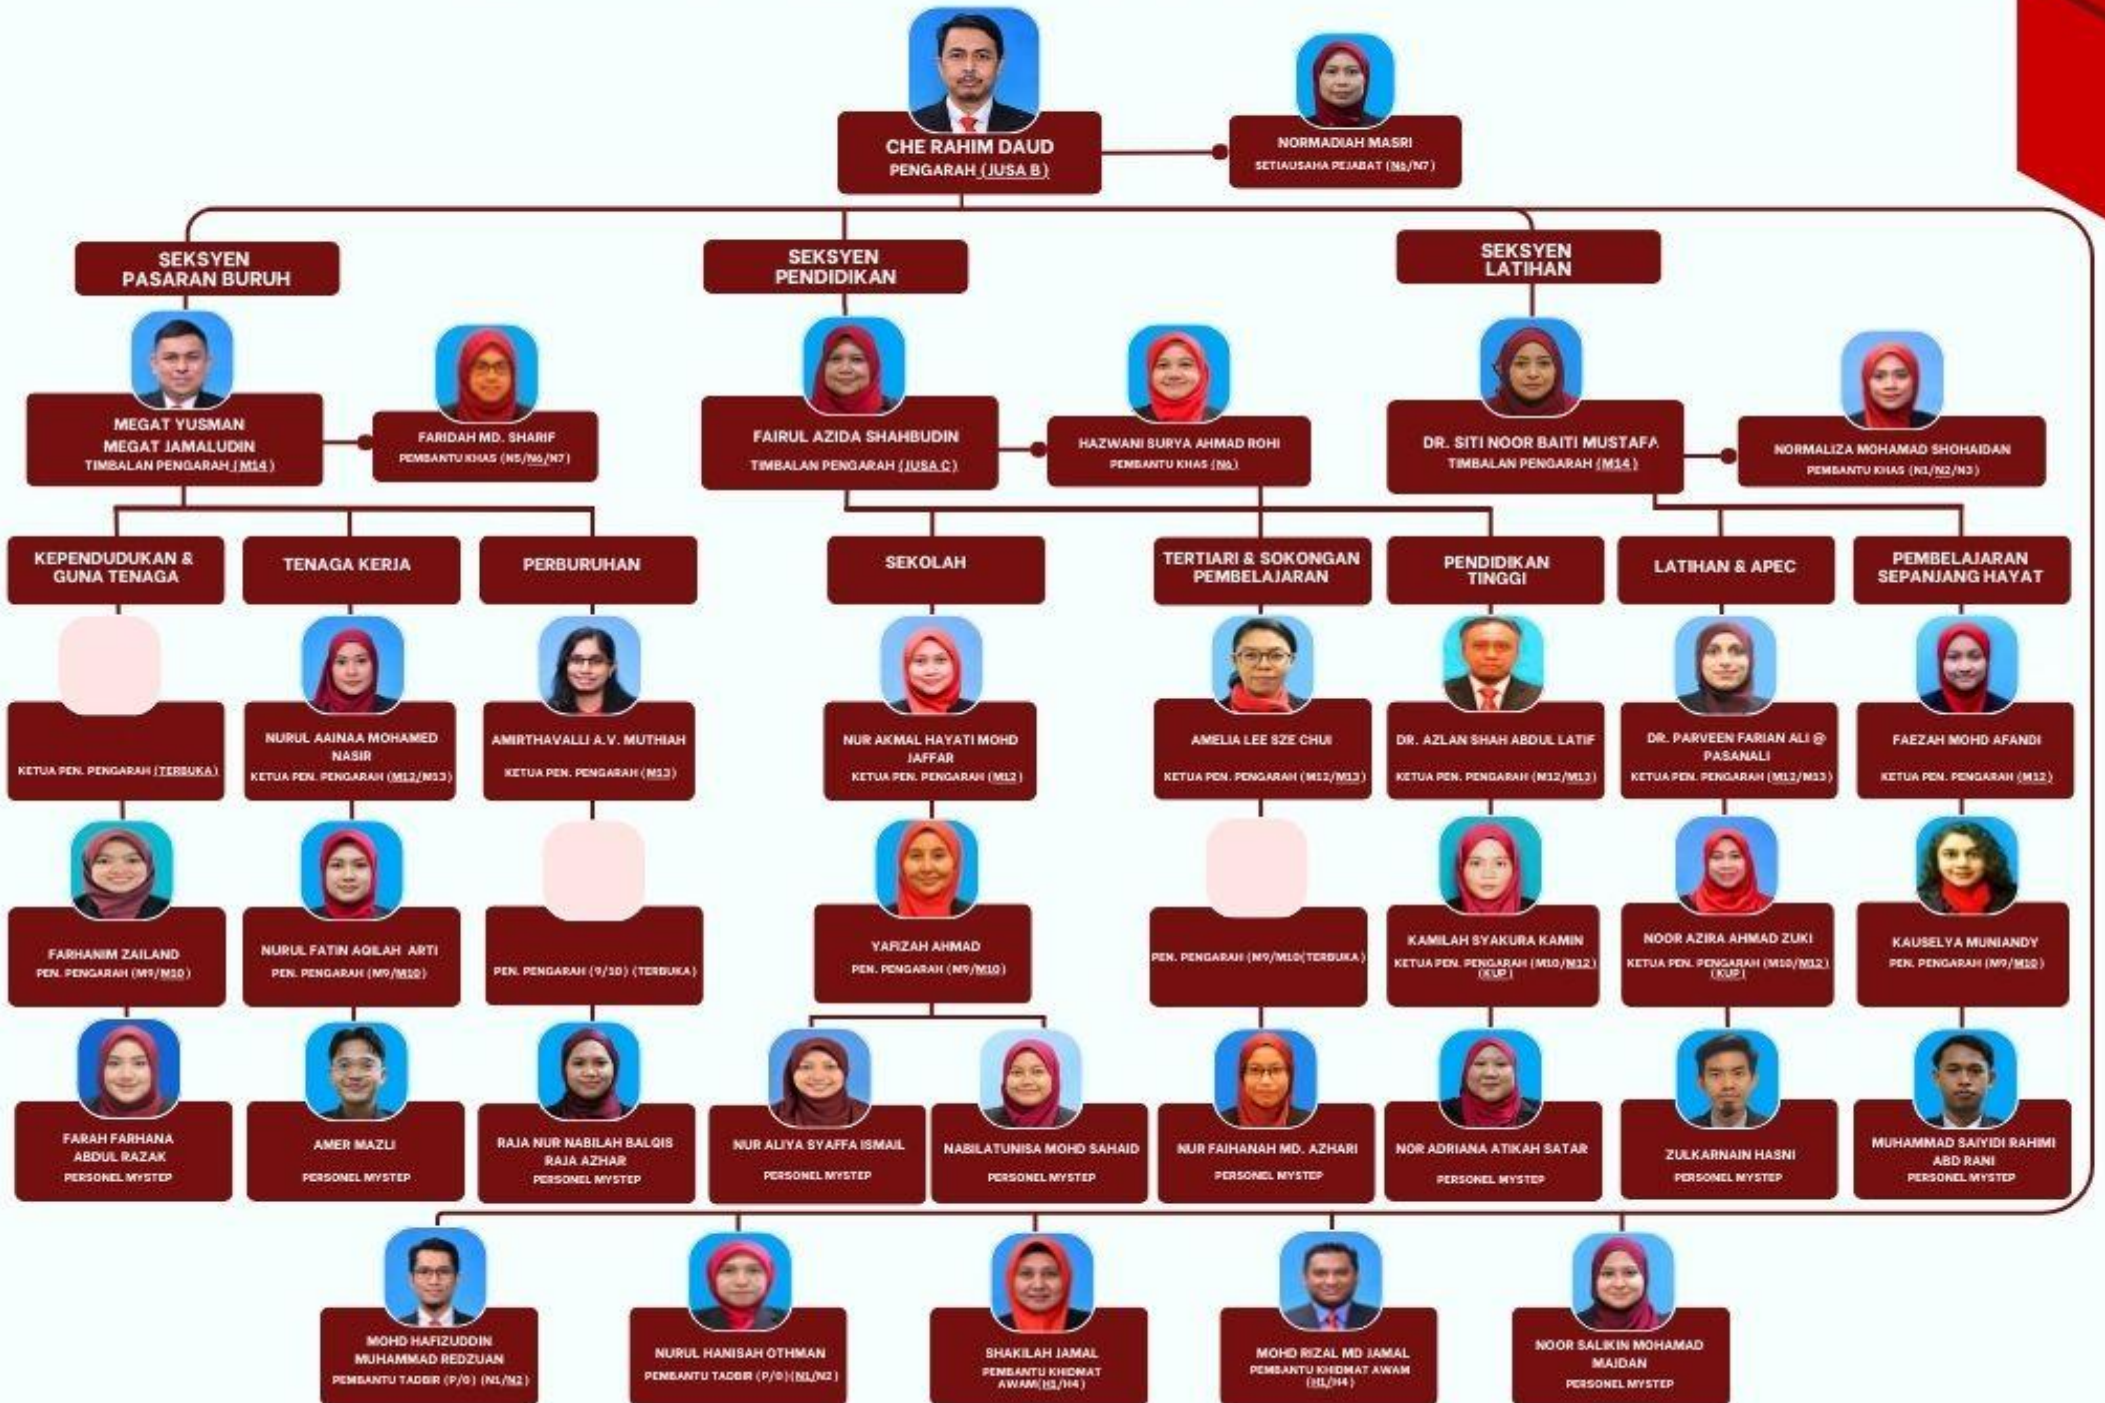 CHE RAHIM DAUD
PENGARAH (JUSA B)
NORMADIAH MASRI
SETIAUSAHA PEJABAT (N6/N7)
SEKSYEN
PASARAN BURUH
SEKSYEN
PENDIDIKAN
SEKSYEN
LATIHAN
MEGAT YUSMAN
MEGAT JAMALUDIN
TIMBALAN PENGARAH (M14)
FARIDAH MD. SHARIF
PEMBANTU KHAS (N5/N6/N7)
FAIRUL AZIDA SHAHBUDIN
TIMBALAN PENGARAH (JUSA C)
HAZWANI SURYA AHMAD ROHI
PEMBANTU KHAS (N6)
DR. SITI NOOR BAITI MUSTAFA
TIMBALAN PENGARAH (M14)
NORMALIZA MOHAMAD SHOHAIDAN
PEMBANTU KHAS (N1/N2/N3)
KEPENDUDUKAN &
GUNA TENAGA
TENAGA KERJA
PERBURUHAN
SEKOLAH
TERTIARI & SOKONGAN
PEMBELAJARAN
PENDIDIKAN
TINGGI
LATIHAN & APEC
PEMBELAJARAN
SEPANJANG HAYAT
KETUA PEN. PENGARAH (TERBUKA)
NURUL AAINAA MOHAMED
NASIR
KETUA PEN. PENGARAH (M12/M13)
AMIRTHAVALLI A.V. MUTHIAH
KETUA PEN. PENGARAH (M13)
NUR AKMAL HAYATI MOHD
JAFFAR
KETUA PEN. PENGARAH (M12)
AMELIA LEE SZE CHUI
KETUA PEN. PENGARAH (M12/M13)
DR. AZLAN SHAH ABDUL LATIF
KETUA PEN. PENGARAH (M12/M13)
DR. PARVEEN FARIAN ALI @
PASANALI
KETUA PEN. PENGARAH (M12/M13)
FAEZAH MOHD AFANDI
KETUA PEN. PENGARAH (M12)
FARHANIM ZAILAND
PEN. PENGARAH (M9/M10)
NURUL FATIN AQILAH ARTI
PEN. PENGARAH (M9/M10)
PEN. PENGARAH (9/10) (TERBUKA)
YAFIZAH AHMAD
PEN. PENGARAH (M9/M10)
PEN. PENGARAH (M9/M10(TERBUKA)
KAMILAH SYAKURA KAMIN
KETUA PEN. PENGARAH (M10/M12)
(KUP)
NOOR AZIRA AHMAD ZUKI
KETUA PEN. PENGARAH (M10/M12)
(KUP)
KAUSELYA MUNIANDY
PEN. PENGARAH (M9/M10)
FARAH FARHANA
ABDUL RAZAK
PERSONEL MYSTEP
AMER MAZLI
PERSONEL MYSTEP
RAJA NUR NABILAH BALQIS
RAJA AZHAR
PERSONEL MYSTEP
NUR ALIYA SYAFFA ISMAIL
PERSONEL MYSTEP
NABILATUNISA MOHD SAHAID
PERSONEL MYSTEP
NUR FAIHANAH MD. AZHARI
PERSONEL MYSTEP
NOR ADRIANA ATIKAH SATAR
PERSONEL MYSTEP
ZULKARNAIN HASNI
PERSONEL MYSTEP
MUHAMMAD SAIYIDI RAHIMI
ABD RANI
PERSONEL MYSTEP
MOHD HAFIZUDDIN
MUHAMMAD REDZUAN
PEMBANTU TADBIR (P/O) (N1/N2)
NURUL HANISAH OTHMAN
PEMBANTU TADBIR (P/O)(N1/N2)
SHAKILAH JAMAL
PEMBANTU KHIDMAT
AWAM(H1/H4)
MOHD RIZAL MD JAMAL
PEMBANTU KHIDMAT AWAM
(H1/H4)
NOOR SALIKIN MOHAMAD
MAJDAN
PERSONEL MYSTEP